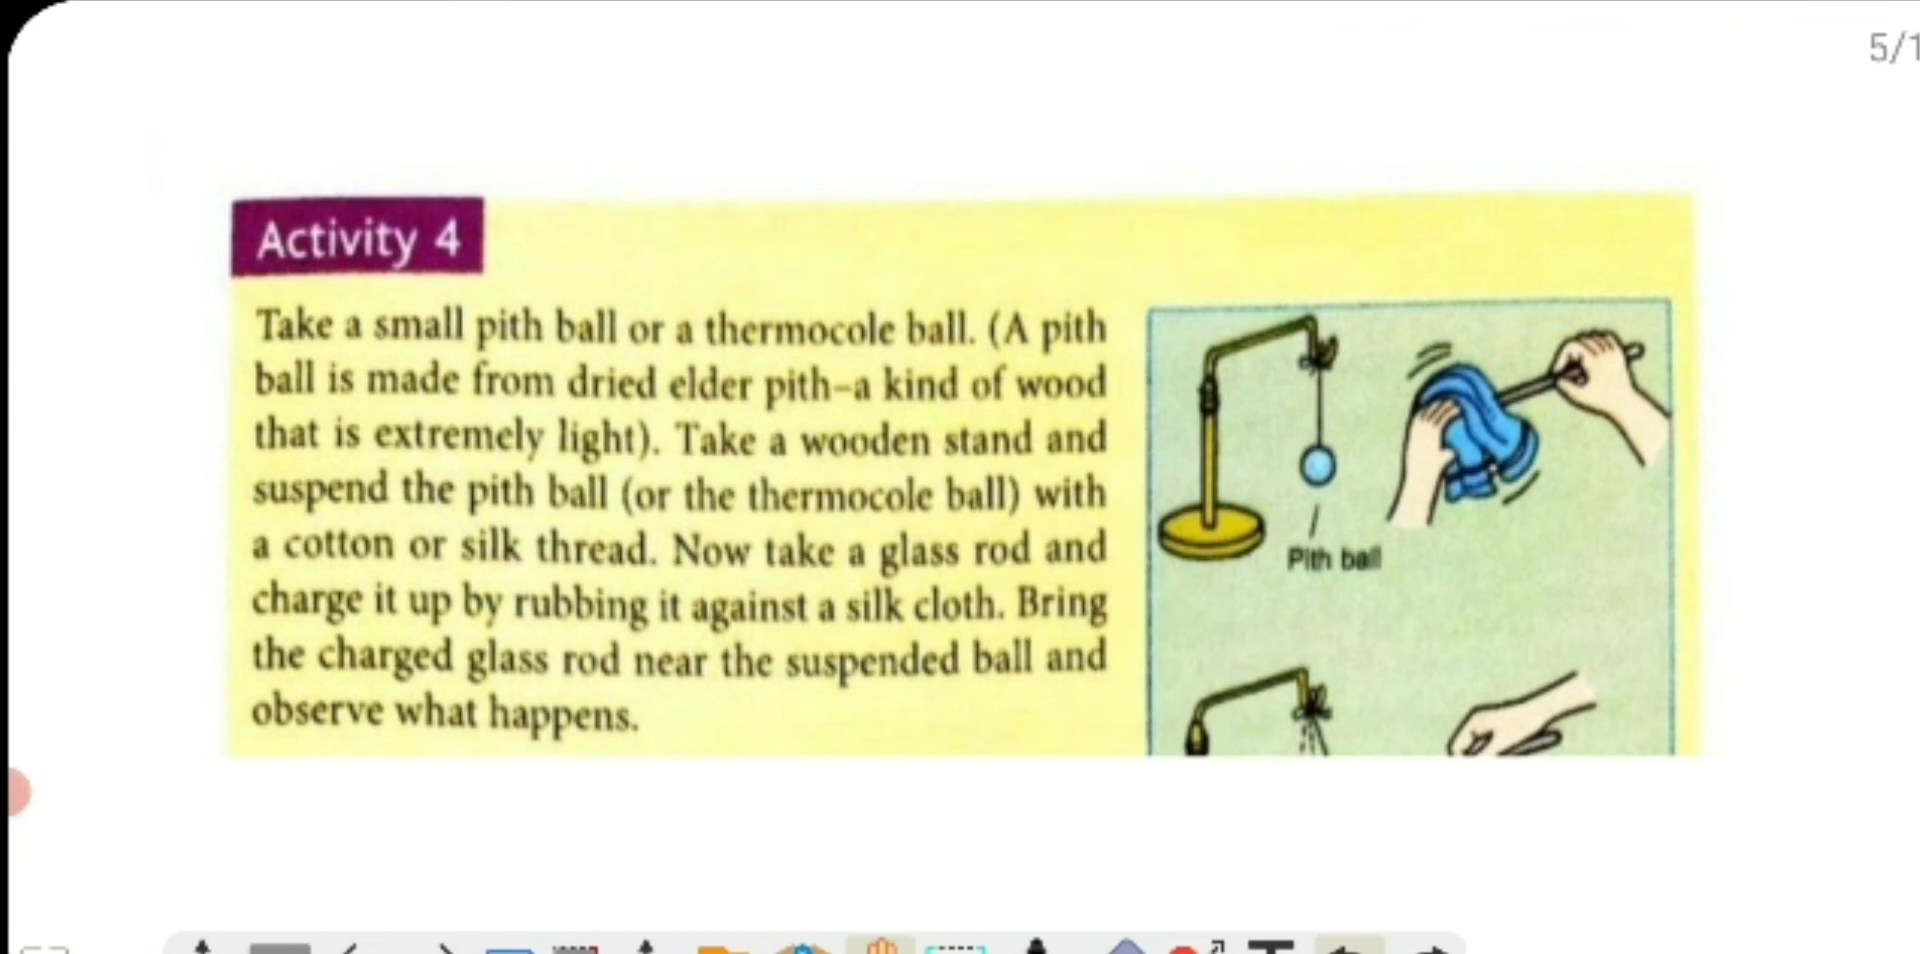 5/1
Activity 4
Take a small pith ball or a thermocole ball. (A pith
ball is made from dried elder pith–a kind of wood
that is extremely light). Take a wooden stand and
suspend the pith ball (or the thermocole ball) with
a cotton or silk thread. Now take a glass rod and
charge it up by rubbing it against a silk cloth. Bring
the charged glass rod near the suspended ball and
observe what happens.
Pith ball